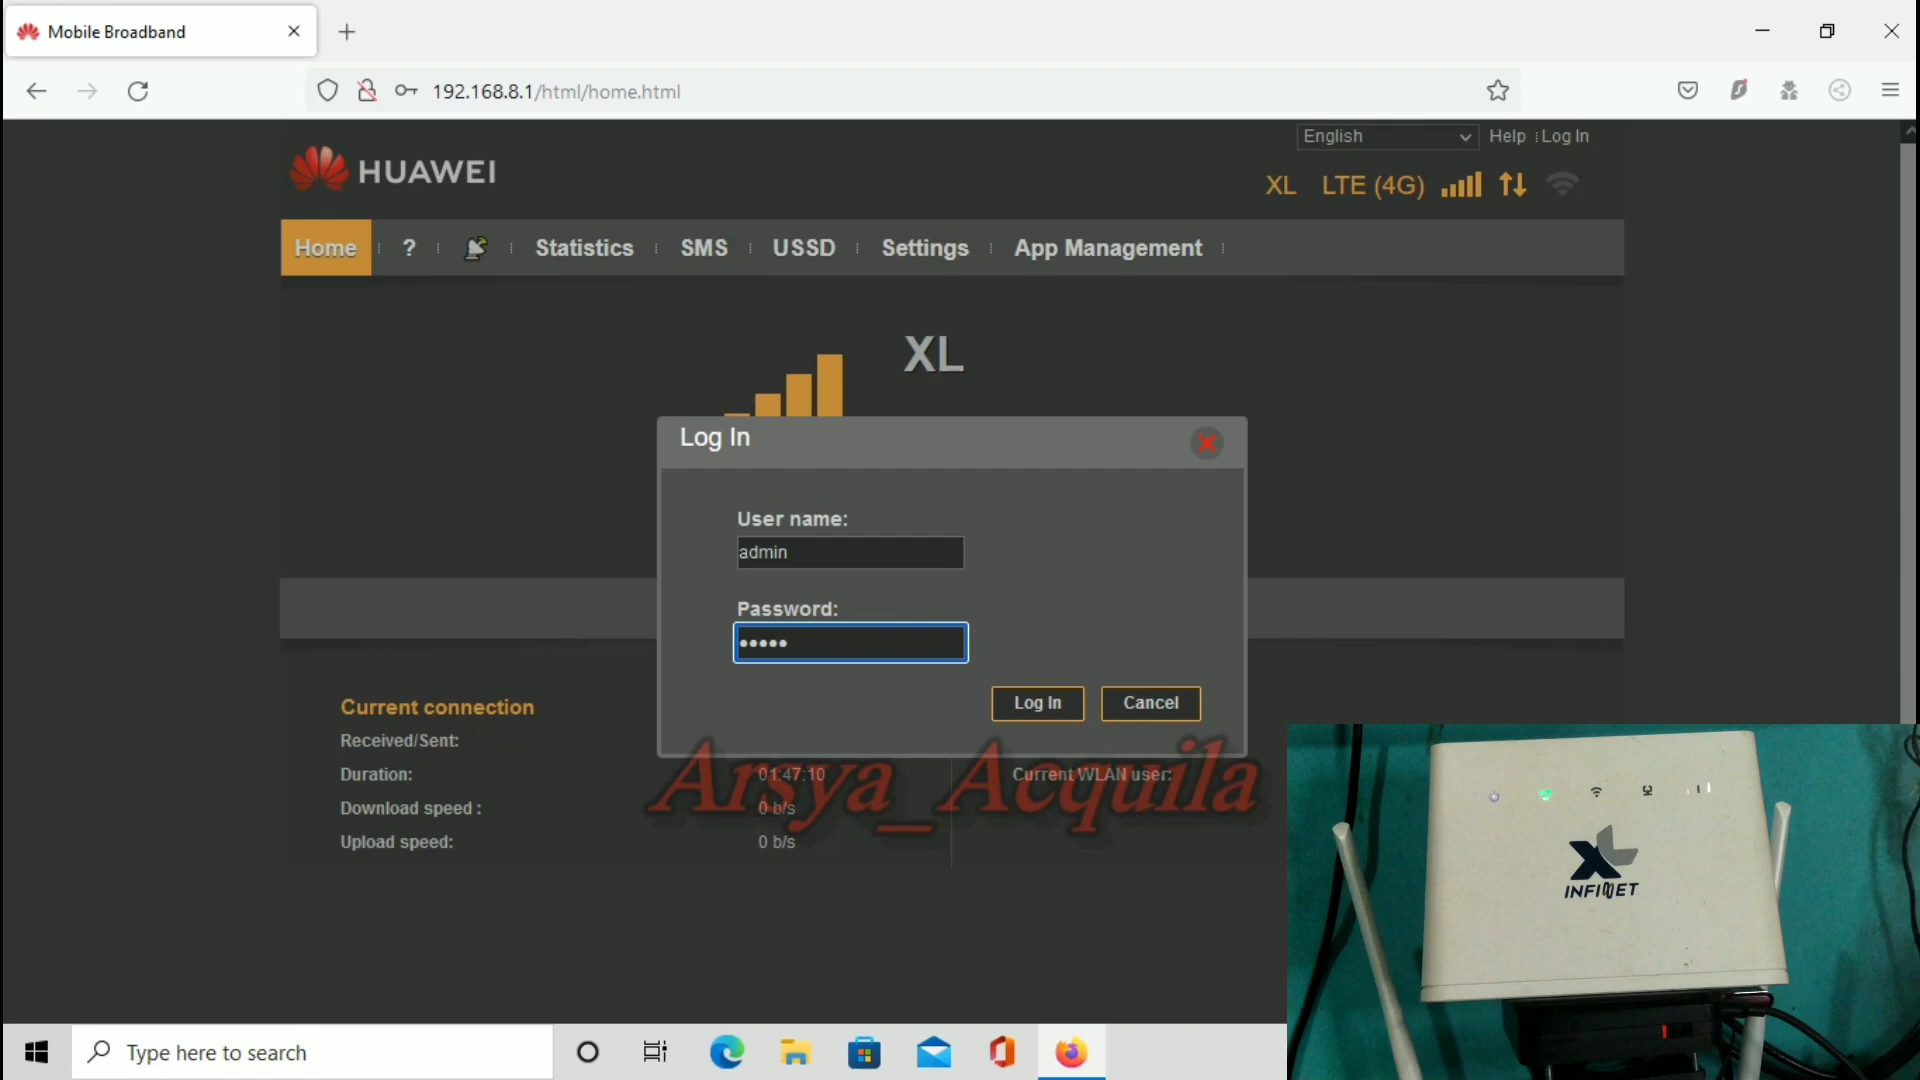 Mobile Broadband
192.168.8.1/html/home.html
English
Help
Log In
HUAWEI
XL LTE (4G)
Home ? Statistics SMS USSD Settings App Management
XL
Log In
User name:
admin
Password:
•••••
Log In Cancel
Current connection
Received/Sent:
Duration: 01:47:10
Current WLAN user:
Download speed : 0 b/s
Upload speed: 0 b/s
Arsya_Acquila
XL
INFINET
Type here to search